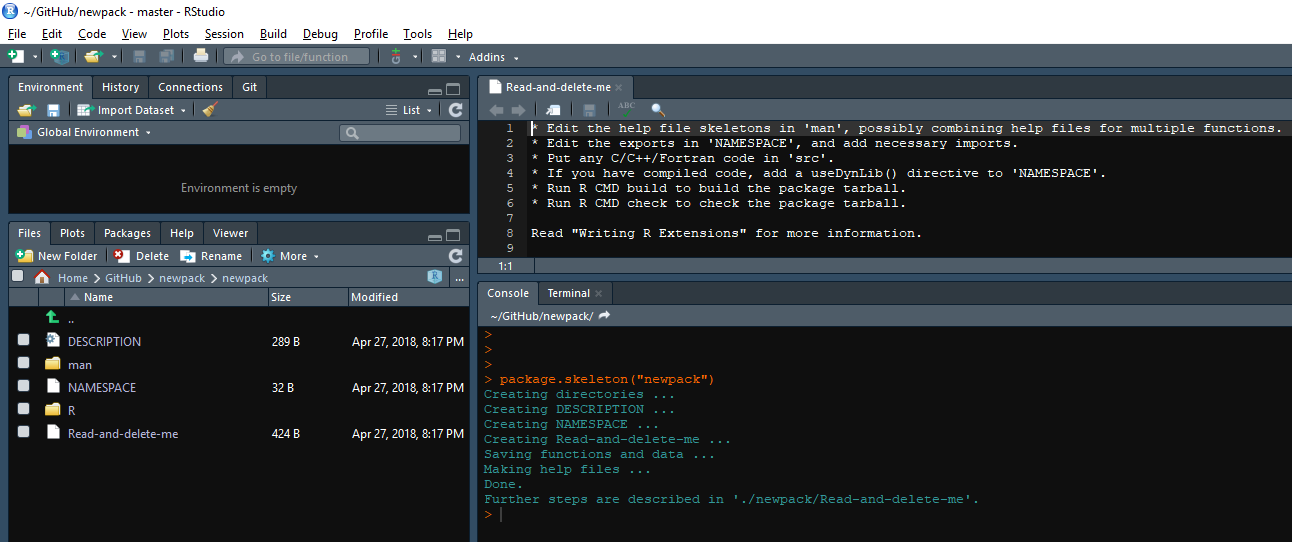 ~/GitHub/newpack - master - RStudio
File Edit Code View Plots Session Build Debug Profile Tools Help
Go to file/function Addins
Environment History Connections Git
Import Dataset List
Global Environment
Environment is empty
Files Plots Packages Help Viewer
New Folder Delete Rename More
Home GitHub newpack newpack R ...
Name Size Modified
..
DESCRIPTION 289 B Apr 27, 2018, 8:17 PM
man
NAMESPACE 32 B Apr 27, 2018, 8:17 PM
R
Read-and-delete-me 424 B Apr 27, 2018, 8:17 PM
Read-and-delete-me
ABC
1 * Edit the help file skeletons in 'man', possibly combining help files for multiple functions.
2 * Edit the exports in 'NAMESPACE', and add necessary imports.
3 * Put any C/C++/Fortran code in 'src'.
4 * If you have compiled code, add a useDynLib() directive to 'NAMESPACE'.
5 * Run R CMD build to build the package tarball.
6 * Run R CMD check to check the package tarball.
7
8 Read "Writing R Extensions" for more information.
9
1:1
Console Terminal
~/GitHub/newpack/
>
>
>
> package.skeleton("newpack")
Creating directories ...
Creating DESCRIPTION ...
Creating NAMESPACE ...
Creating Read-and-delete-me ...
Saving functions and data ...
Making help files ...
Done.
Further steps are described in './newpack/Read-and-delete-me'.
>